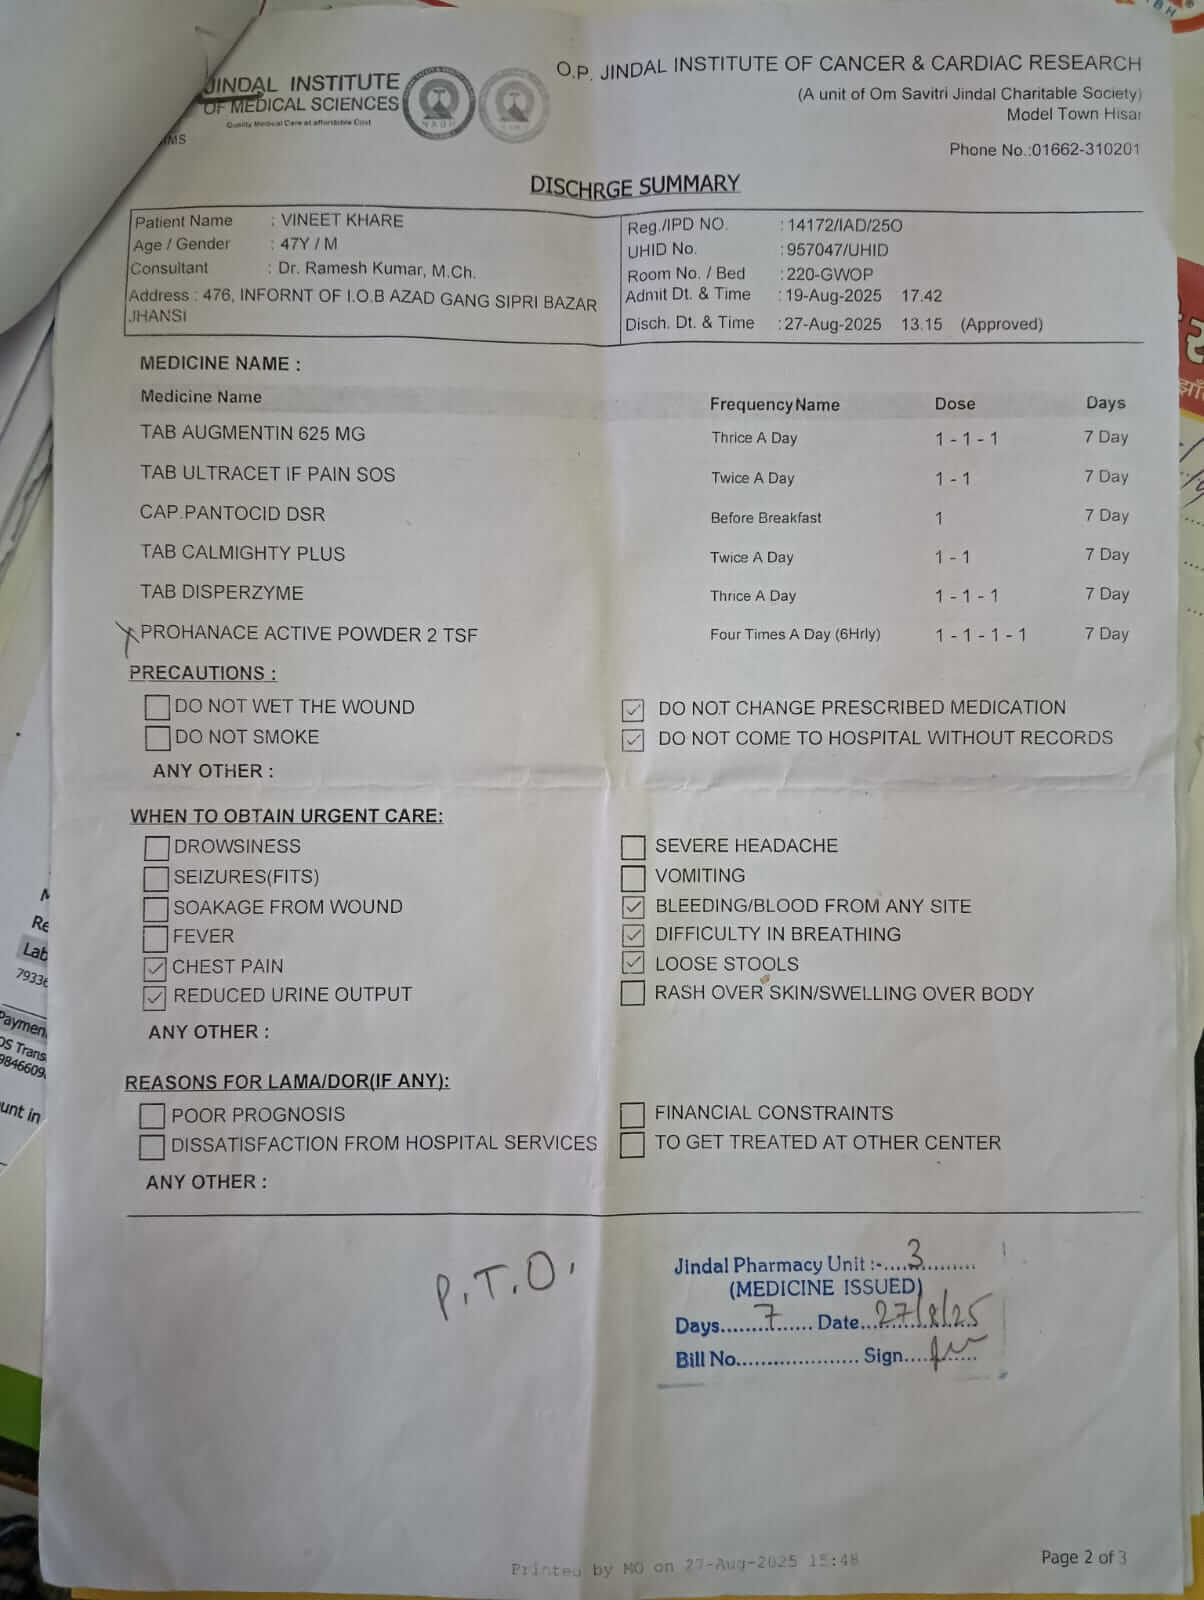 JINDAL INSTITUTE
OF MEDICAL SCIENCES
Quality Medical Care at affordable Cost
O.P. JINDAL INSTITUTE OF CANCER & CARDIAC RESEARCH
(A unit of Om Savitri Jindal Charitable Society)
Model Town Hisar
Phone No.:01662-310201
DISCHRGE SUMMARY
Patient Name : VINEET KHARE
Age / Gender : 47Y / M
Consultant : Dr. Ramesh Kumar, M.Ch.
Address : 476, INFORNT OF I.O.B AZAD GANG SIPRI BAZAR
JHANSI
Reg./IPD NO. : 14172/IAD/25O
UHID No. : 957047/UHID
Room No. / Bed : 220-GWOP
Admit Dt. & Time : 19-Aug-2025 17.42
Disch. Dt. & Time : 27-Aug-2025 13.15 (Approved)
MEDICINE NAME :
Medicine Name Frequency Name Dose Days
TAB AUGMENTIN 625 MG Thrice A Day 1 - 1 - 1 7 Day
TAB ULTRACET IF PAIN SOS Twice A Day 1 - 1 7 Day
CAP.PANTOCID DSR Before Breakfast 1 7 Day
TAB CALMIGHTY PLUS Twice A Day 1 - 1 7 Day
TAB DISPERZYME Thrice A Day 1 - 1 - 1 7 Day
PROHANACE ACTIVE POWDER 2 TSF Four Times A Day (6Hrly) 1 - 1 - 1 - 1 7 Day
PRECAUTIONS :
DO NOT WET THE WOUND DO NOT CHANGE PRESCRIBED MEDICATION
DO NOT SMOKE DO NOT COME TO HOSPITAL WITHOUT RECORDS
ANY OTHER :
WHEN TO OBTAIN URGENT CARE:
DROWSINESS SEVERE HEADACHE
SEIZURES(FITS) VOMITING
SOAKAGE FROM WOUND BLEEDING/BLOOD FROM ANY SITE
FEVER DIFFICULTY IN BREATHING
CHEST PAIN LOOSE STOOLS
REDUCED URINE OUTPUT RASH OVER SKIN/SWELLING OVER BODY
ANY OTHER :
REASONS FOR LAMA/DOR(IF ANY):
POOR PROGNOSIS FINANCIAL CONSTRAINTS
DISSATISFACTION FROM HOSPITAL SERVICES TO GET TREATED AT OTHER CENTER
ANY OTHER :
P.T.O.
Jindal Pharmacy Unit :-....3..........
(MEDICINE ISSUED)
Days.......7...... Date...27/8/25
Bill No..................... Sign..........
Printed by MO on 27-Aug-2025 15:48
Page 2 of 3